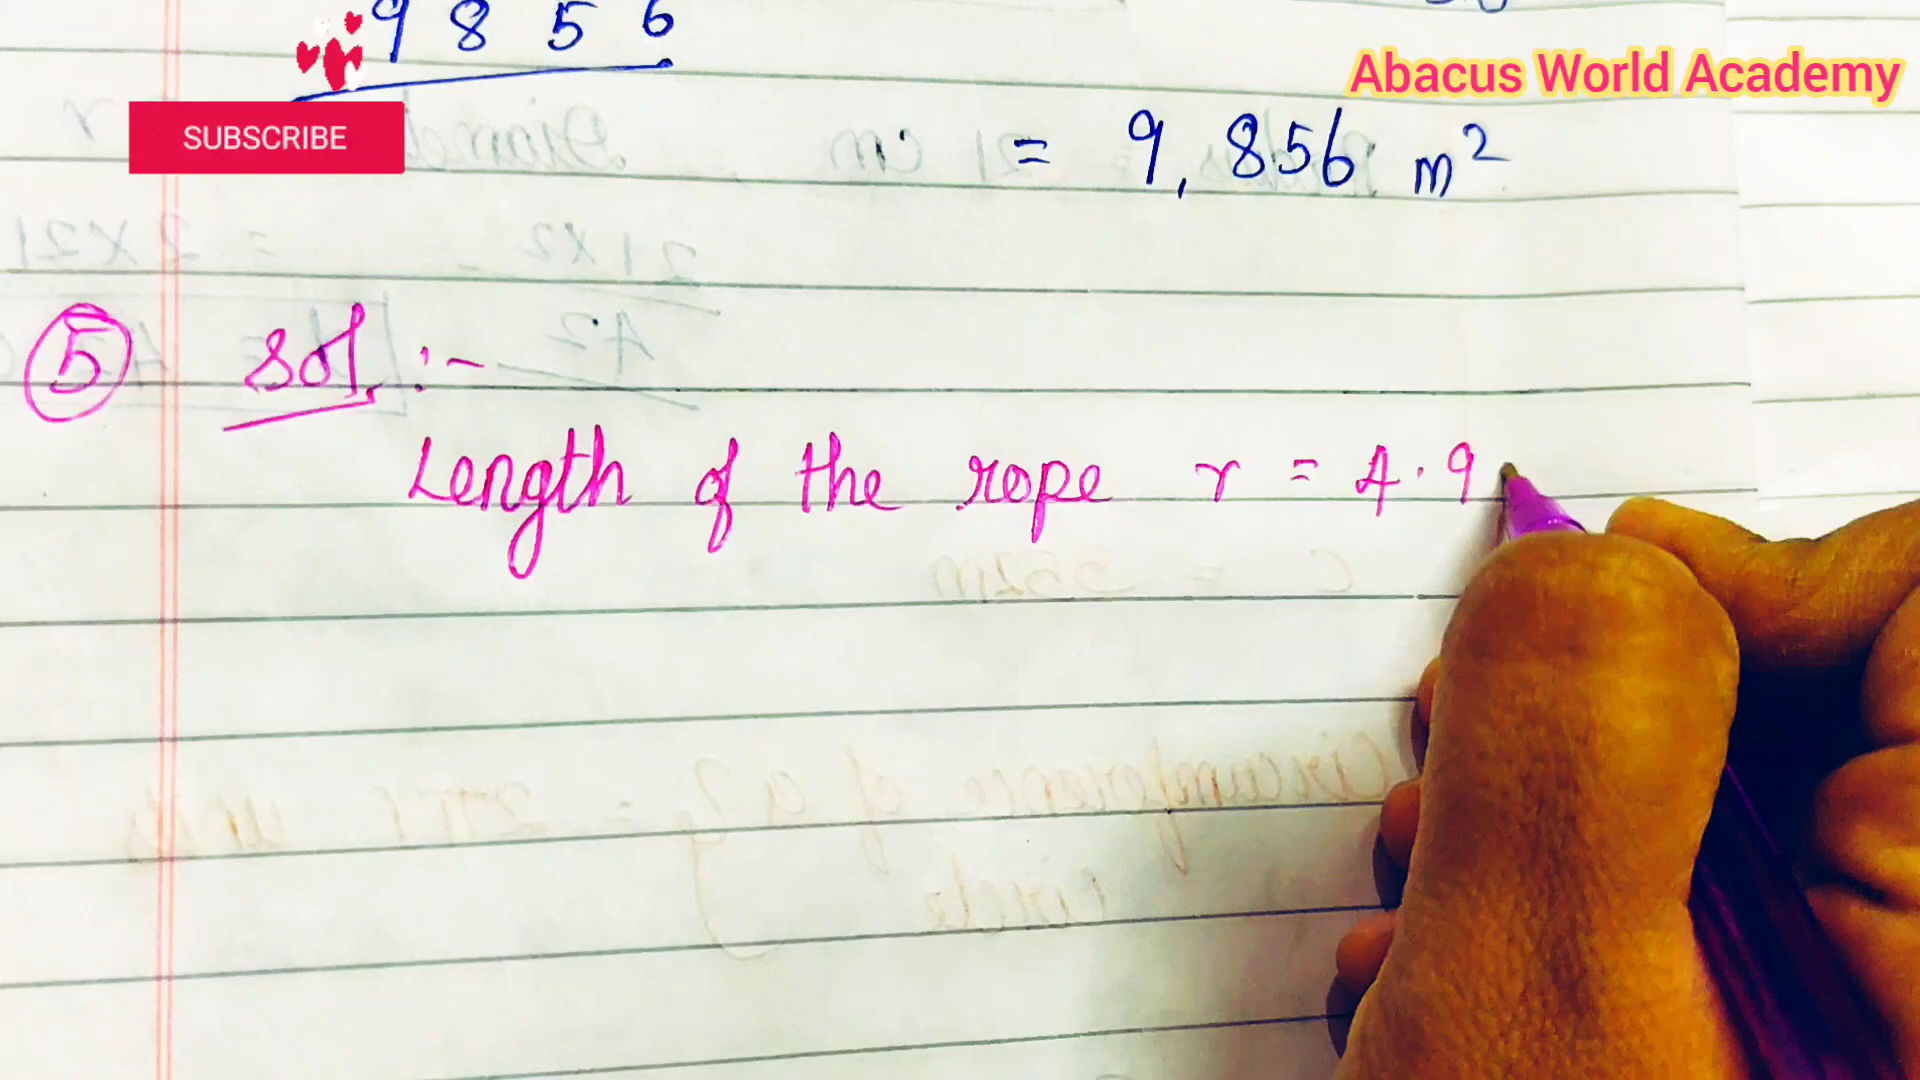 9 8 5 6
Abacus World Academy
SUBSCRIBE
= 9,856 m²
5 Sol :-
Length of the rope r = 4.9